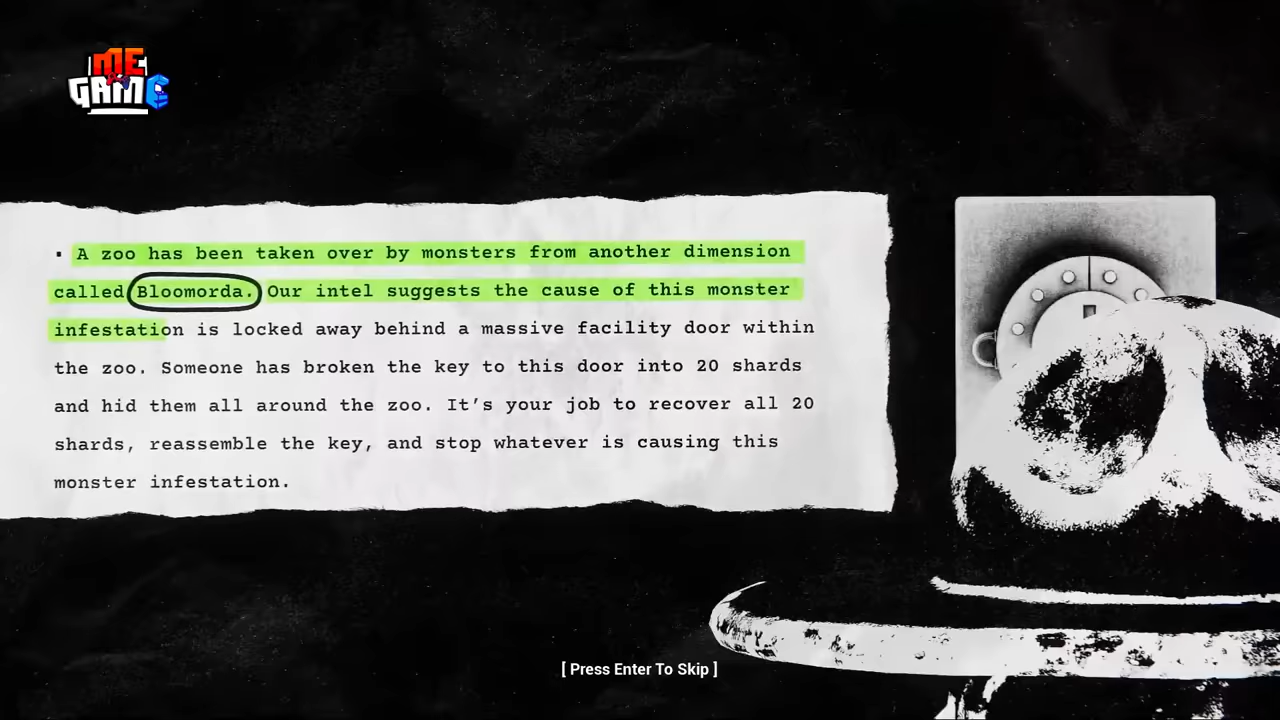 ME
GAME
▪ A zoo has been taken over by monsters from another dimension
called Bloomorda. Our intel suggests the cause of this monster
infestation is locked away behind a massive facility door within
the zoo. Someone has broken the key to this door into 20 shards
and hid them all around the zoo. It’s your job to recover all 20
shards, reassemble the key, and stop whatever is causing this
monster infestation.
[ Press Enter To Skip ]